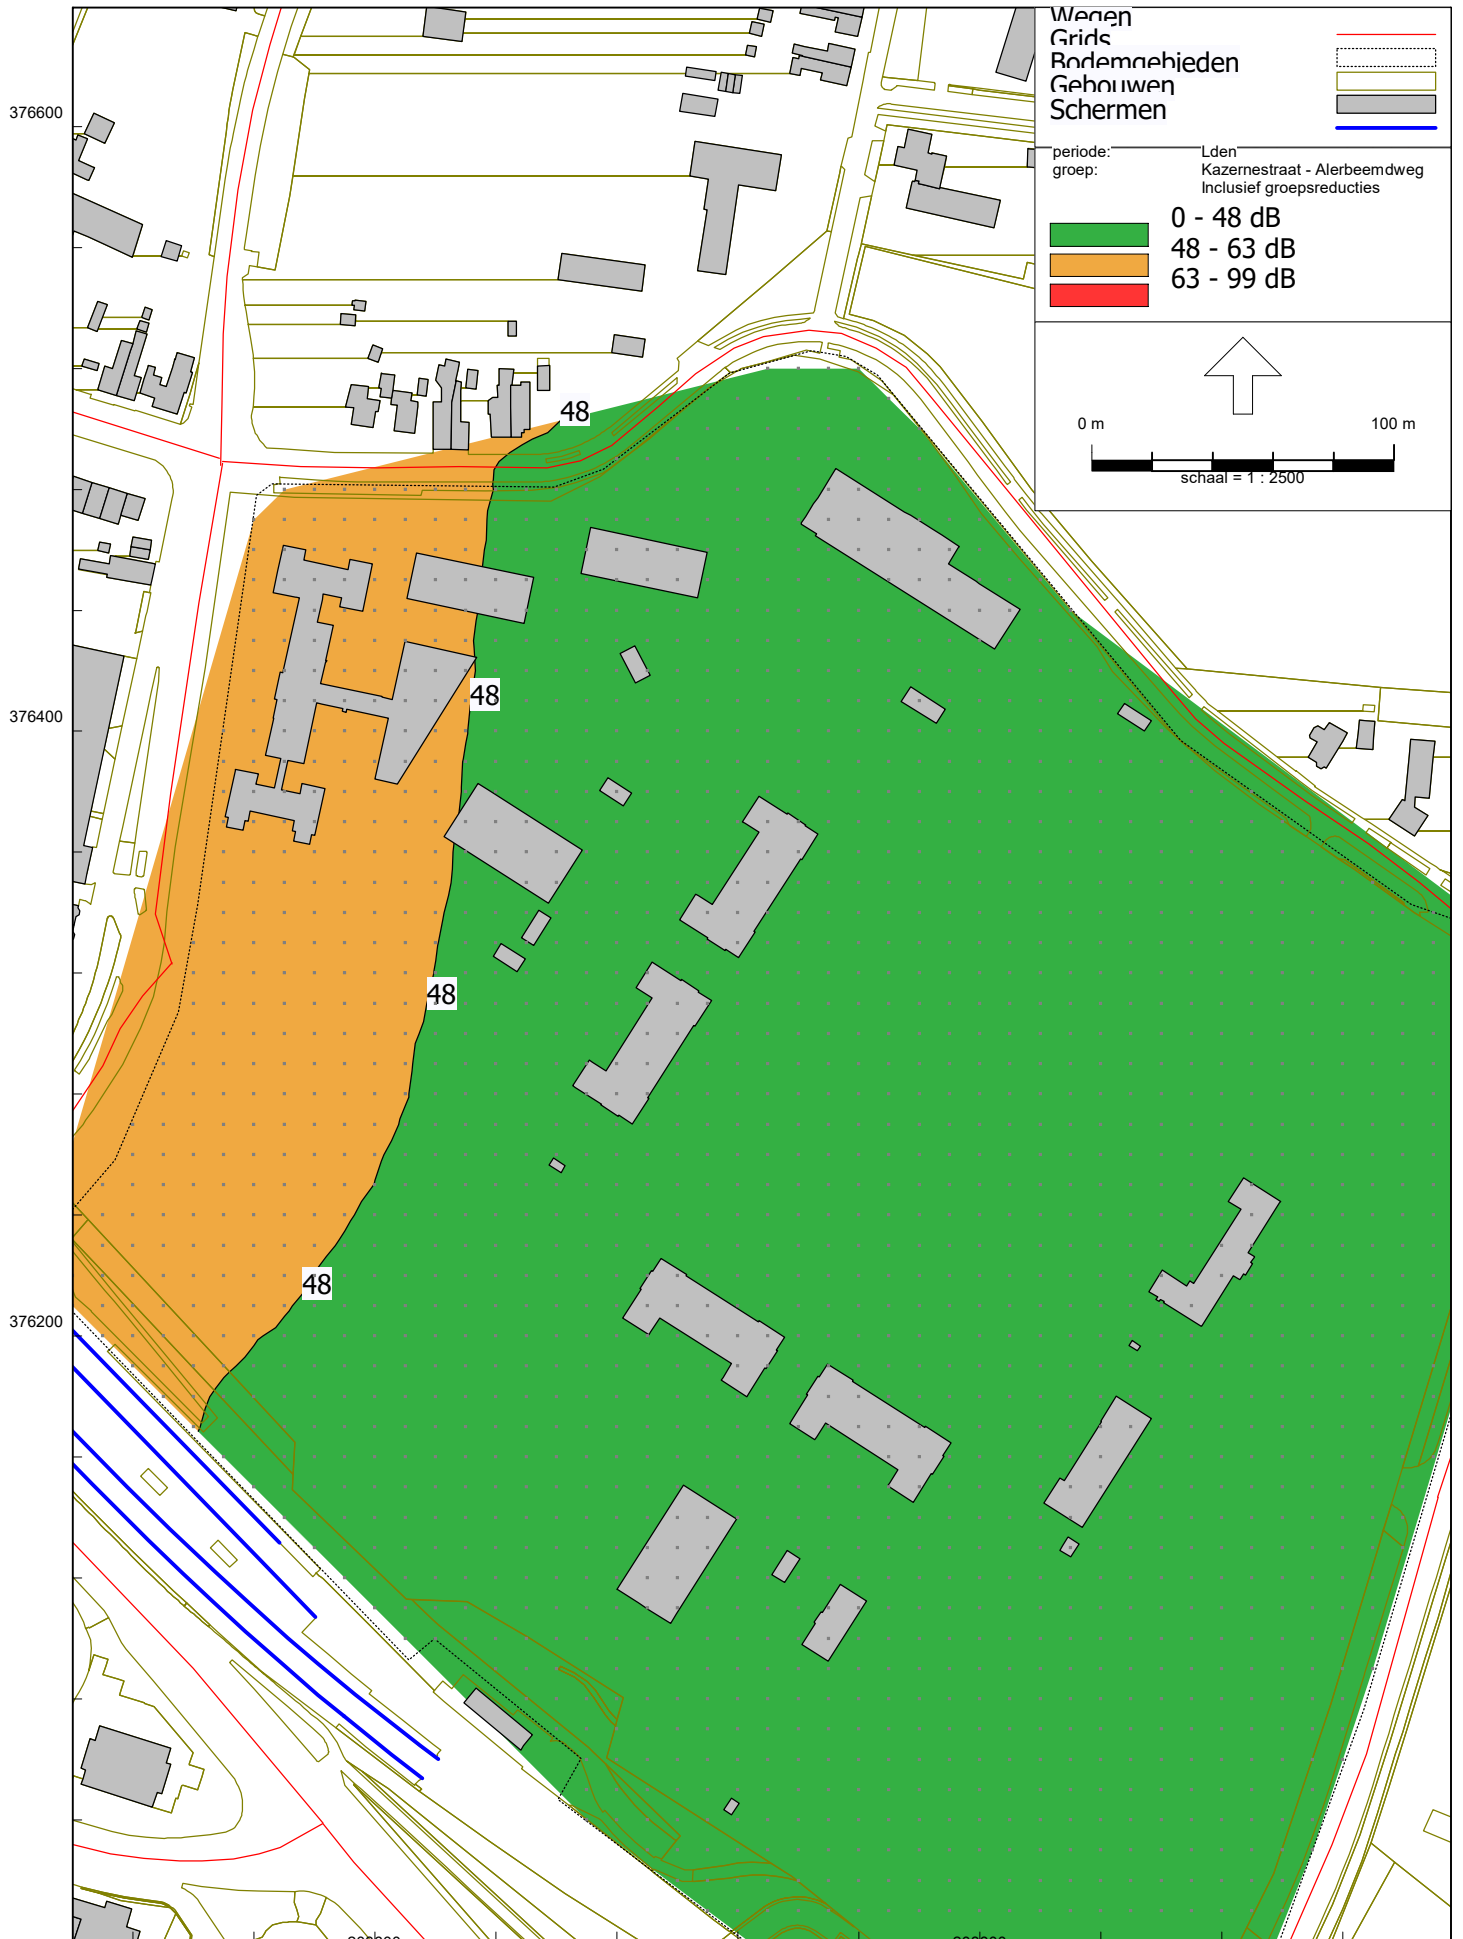 Wegen
Grids
Bodemgebieden
Gebouwen
Schermen
periode: Lden
groep: Kazernestraat - Alerbeemdweg
Inclusief groepsreducties
0 - 48 dB
48 - 63 dB
63 - 99 dB
0 m 100 m
schaal = 1 : 2500
376600
48
376400
48
48
48
376200